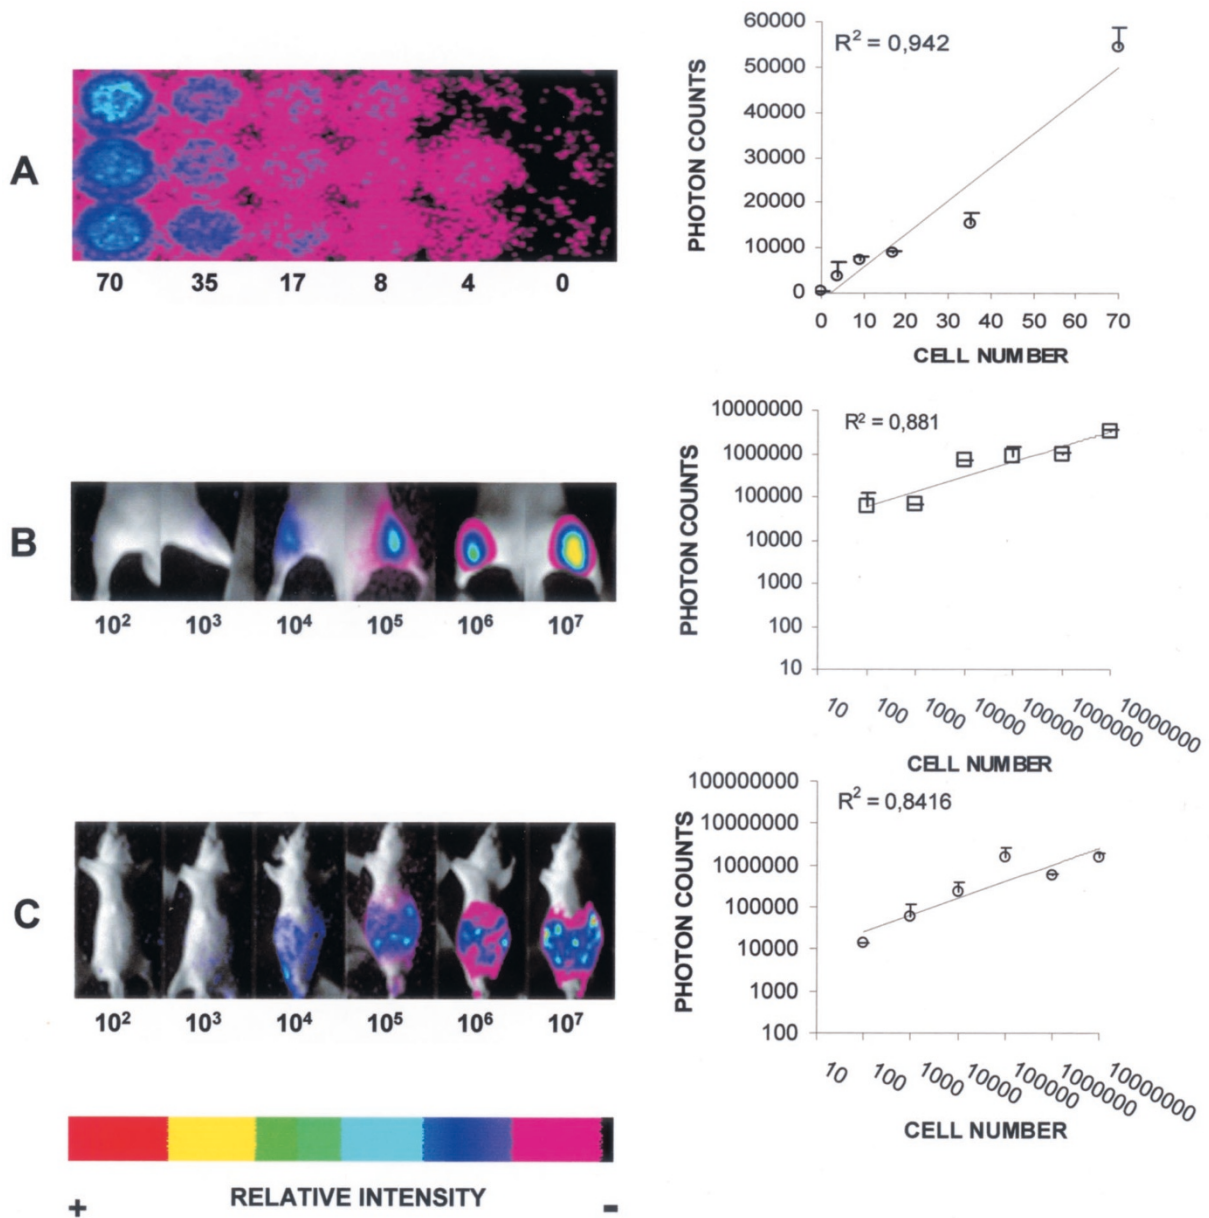 A
70 35 17 8 4 0
R² = 0,942
PHOTON COUNTS
60000
50000
40000
30000
20000
10000
0
0 10 20 30 40 50 60 70
CELL NUMBER
B
10² 10³ 10⁴ 10⁵ 10⁶ 10⁷
R² = 0,881
PHOTON COUNTS
10000000
1000000
100000
10000
1000
100
10
10 100 1000 10000 100000 1000000 10000000
CELL NUMBER
C
10² 10³ 10⁴ 10⁵ 10⁶ 10⁷
R² = 0,8416
PHOTON COUNTS
100000000
10000000
1000000
100000
10000
1000
100
10 100 1000 10000 100000 1000000 10000000
CELL NUMBER
+ RELATIVE INTENSITY -